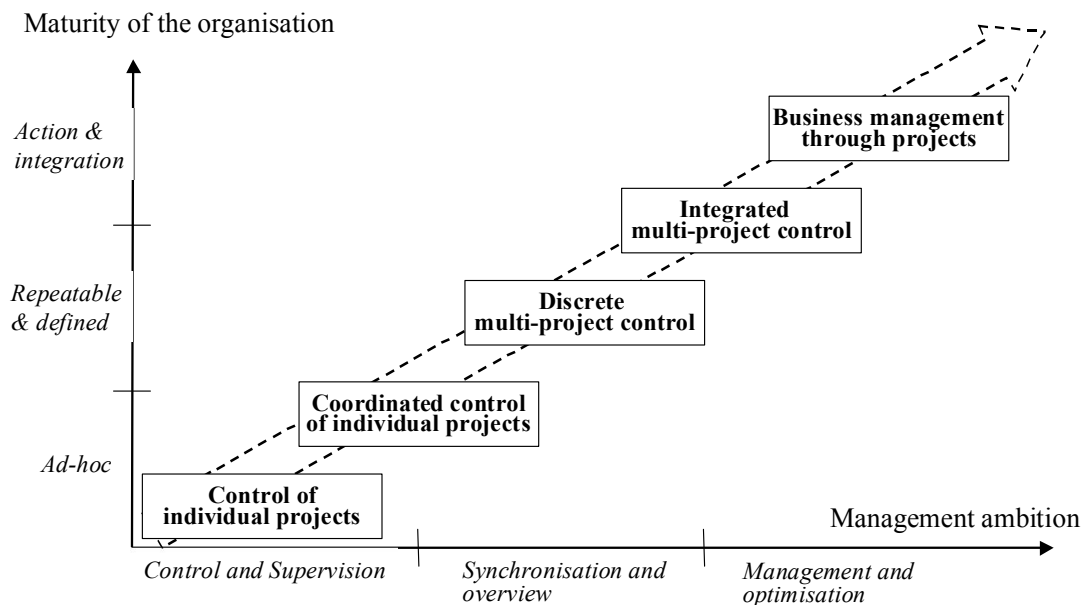 Maturity of the organisation
Action &
integration
Business management
through projects
Integrated
multi-project control
Repeatable
& defined
Discrete
multi-project control
Coordinated control
of individual projects
Ad-hoc
Control of
individual projects
Management ambition
Control and Supervision
Synchronisation and
overview
Management and
optimisation